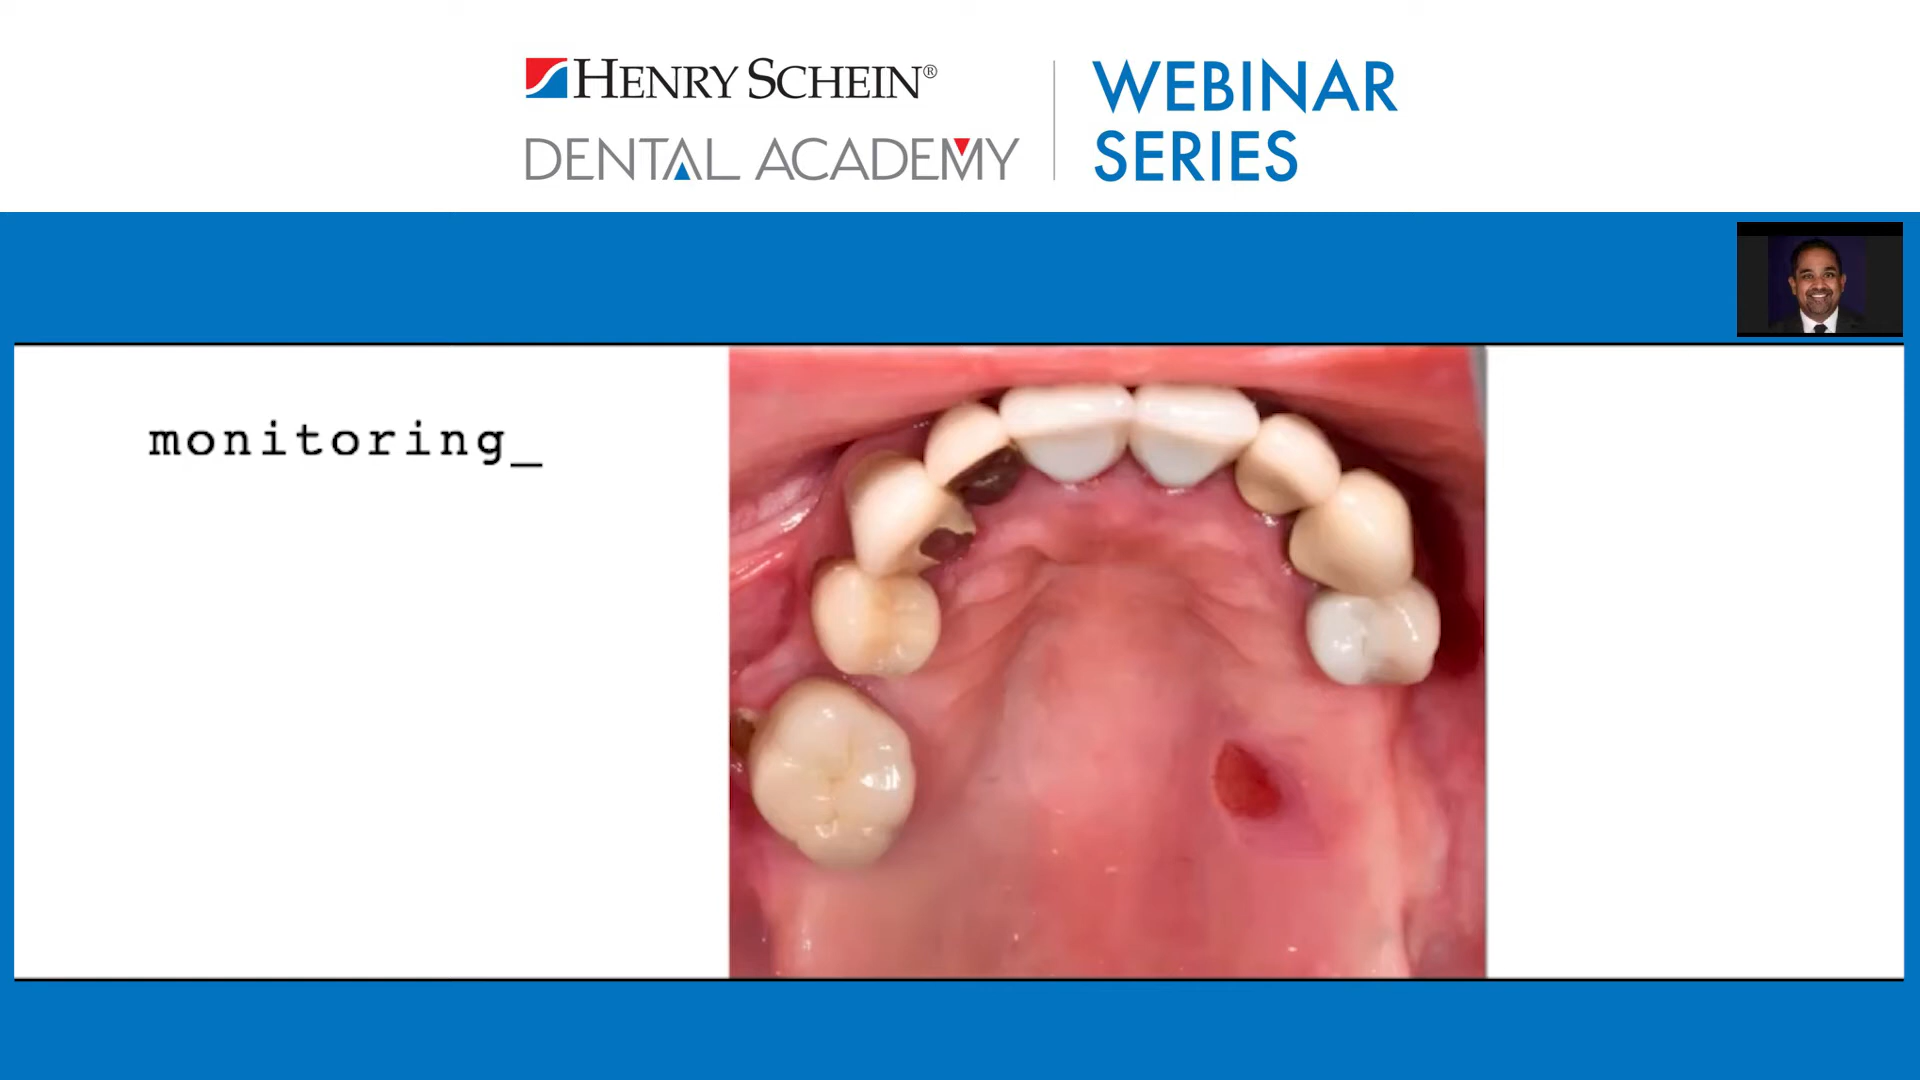 HENRY SCHEIN®
DENTAL ACADEMY
WEBINAR
SERIES
monitoring_